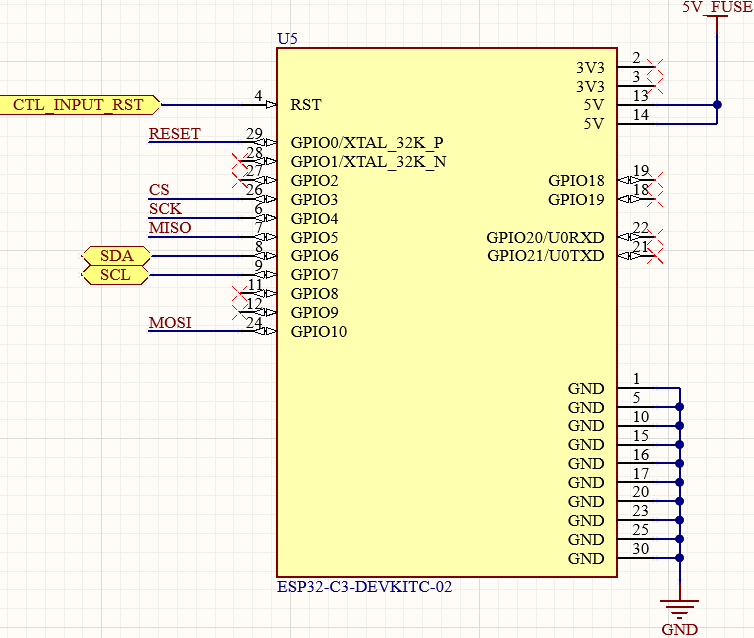 5V_FUSE
U5
CTL_INPUT_RST 4 RST
RESET 29 GPIO0/XTAL_32K_P
28 GPIO1/XTAL_32K_N
27 GPIO2
CS 26 GPIO3
SCK 6 GPIO4
MISO 7 GPIO5
SDA 8 GPIO6
SCL 9 GPIO7
11 GPIO8
12 GPIO9
MOSI 24 GPIO10
3V3 2
3V3 3
5V 13
5V 14
GPIO18 19
GPIO19 18
GPIO20/U0RXD 22
GPIO21/U0TXD 21
GND 1
GND 5
GND 10
GND 15
GND 16
GND 17
GND 20
GND 23
GND 25
GND 30
ESP32-C3-DEVKITC-02
GND